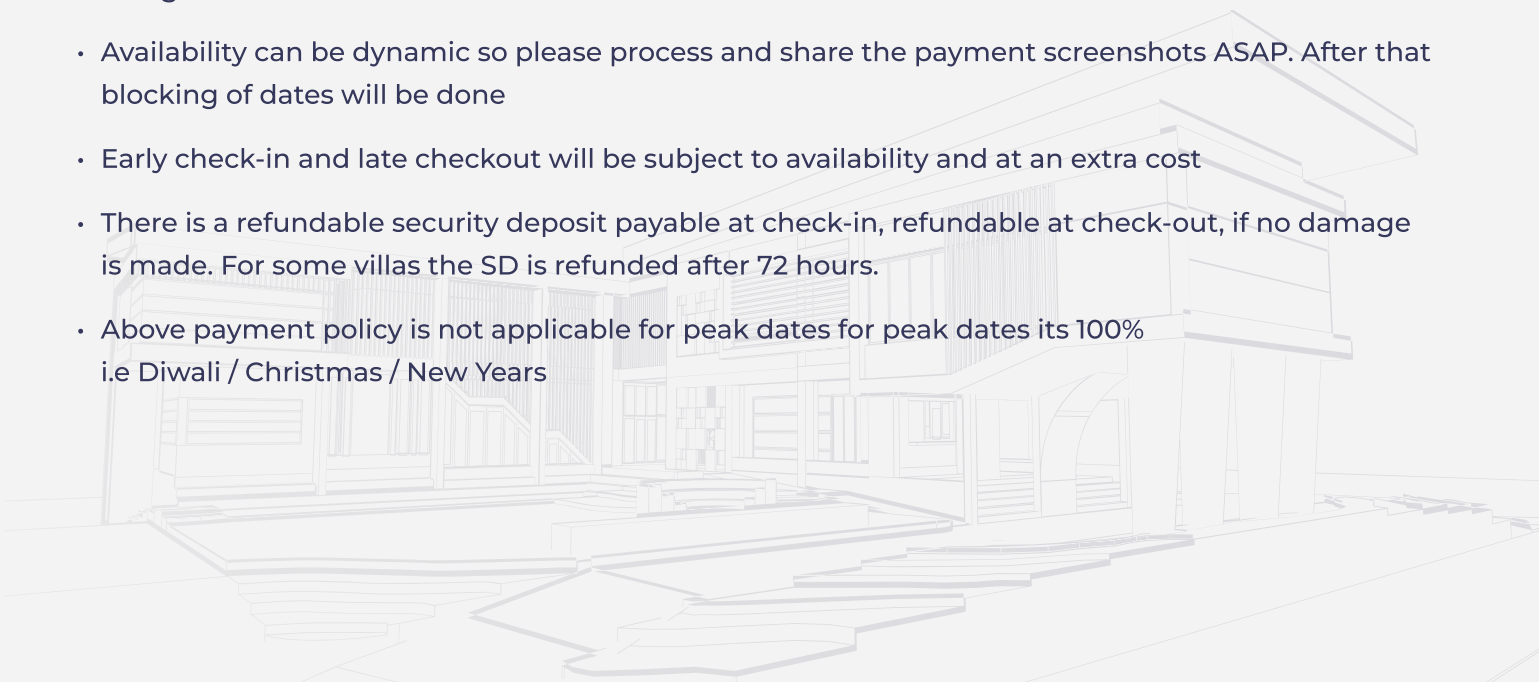 • Availability can be dynamic so please process and share the payment screenshots ASAP. After that
blocking of dates will be done
• Early check-in and late checkout will be subject to availability and at an extra cost
• There is a refundable security deposit payable at check-in, refundable at check-out, if no damage
is made. For some villas the SD is refunded after 72 hours.
• Above payment policy is not applicable for peak dates for peak dates its 100%
i.e Diwali / Christmas / New Years